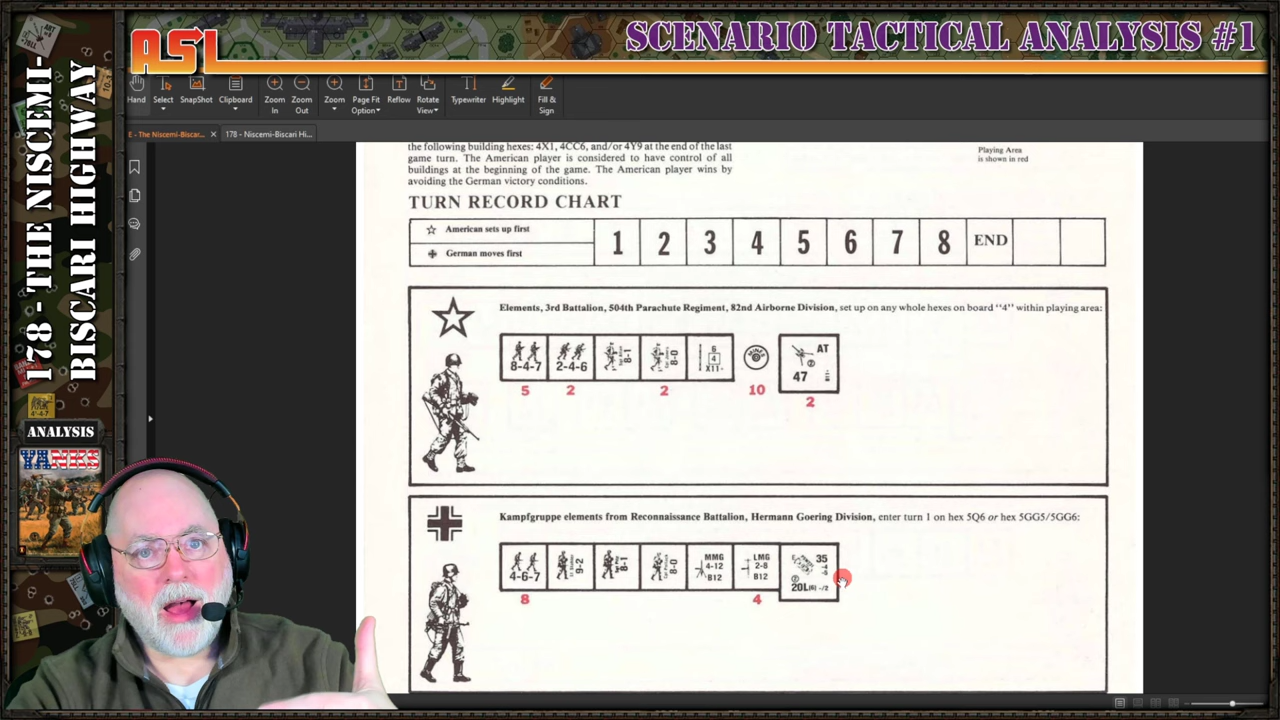 ASL
SCENARIO TACTICAL ANALYSIS #1
178 - THE NISCEMI-
BISCARI HIGHWAY
ANALYSIS
YANKS
Hand
Select
SnapShot
Clipboard
Zoom
In
Zoom
Out
Zoom
Page Fit
Option
Reflow
Rotate
View
Typewriter
Highlight
Fill &
Sign
E - The Niscemi-Biscar...
178 - Niscemi-Biscari Hi...
the following building hexes: 4X1, 4CC6, and/or 4Y9 at the end of the last
game turn. The American player is considered to have control of all
buildings at the beginning of the game. The American player wins by
avoiding the German victory conditions.
Playing Area
is shown in red
TURN RECORD CHART
American sets up first
German moves first
1 2 3 4 5 6 7 8 END
Elements, 3rd Battalion, 504th Parachute Regiment, 82nd Airborne Division, set up on any whole hexes on board "4" within playing area:
8-4-7
2-4-6
8-1
8-0
6
4
X11
AT
47
5 2 2 10 2
Kampfgruppe elements from Reconnaissance Battalion, Hermann Goering Division, enter turn 1 on hex 5Q6 or hex 5GG5/5GG6:
4-6-7
9-2
8-1
8-0
MMG
4-12
B12
LMG
2-8
B12
35
20L
8 4